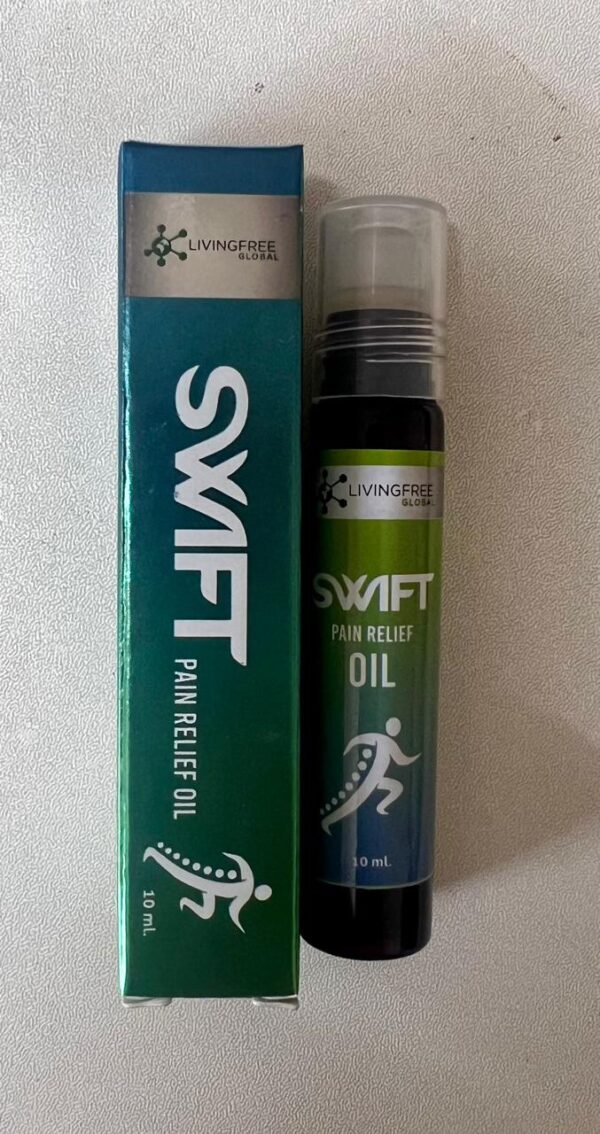 LIVINGFREE
GLOBAL
SWIFT
PAIN RELIEF OIL
10 ml.
LIVINGFREE
GLOBAL
SWIFT
PAIN RELIEF
OIL
10 ml.